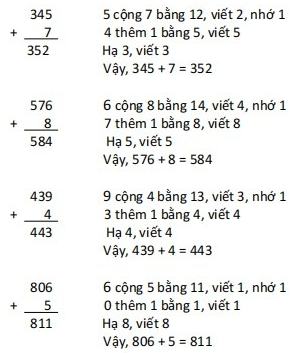 345 5 cộng 7 bằng 12, viết 2, nhớ 1
+ 7 4 thêm 1 bằng 5, viết 5
352 Hạ 3, viết 3
Vậy, 345 + 7 = 352
576 6 cộng 8 bằng 14, viết 4, nhớ 1
+ 8 7 thêm 1 bằng 8, viết 8
584 Hạ 5, viết 5
Vậy, 576 + 8 = 584
439 9 cộng 4 bằng 13, viết 3, nhớ 1
+ 4 3 thêm 1 bằng 4, viết 4
443 Hạ 4, viết 4
Vậy, 439 + 4 = 443
806 6 cộng 5 bằng 11, viết 1, nhớ 1
+ 5 0 thêm 1 bằng 1, viết 1
811 Hạ 8, viết 8
Vậy, 806 + 5 = 811